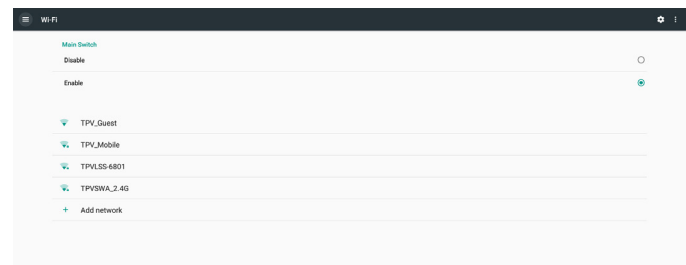 Wi-Fi
Main Switch
Disable
Enable
TPV_Guest
TPV_Mobile
TPVLSS-6801
TPVSWA_2.4G
+ Add network